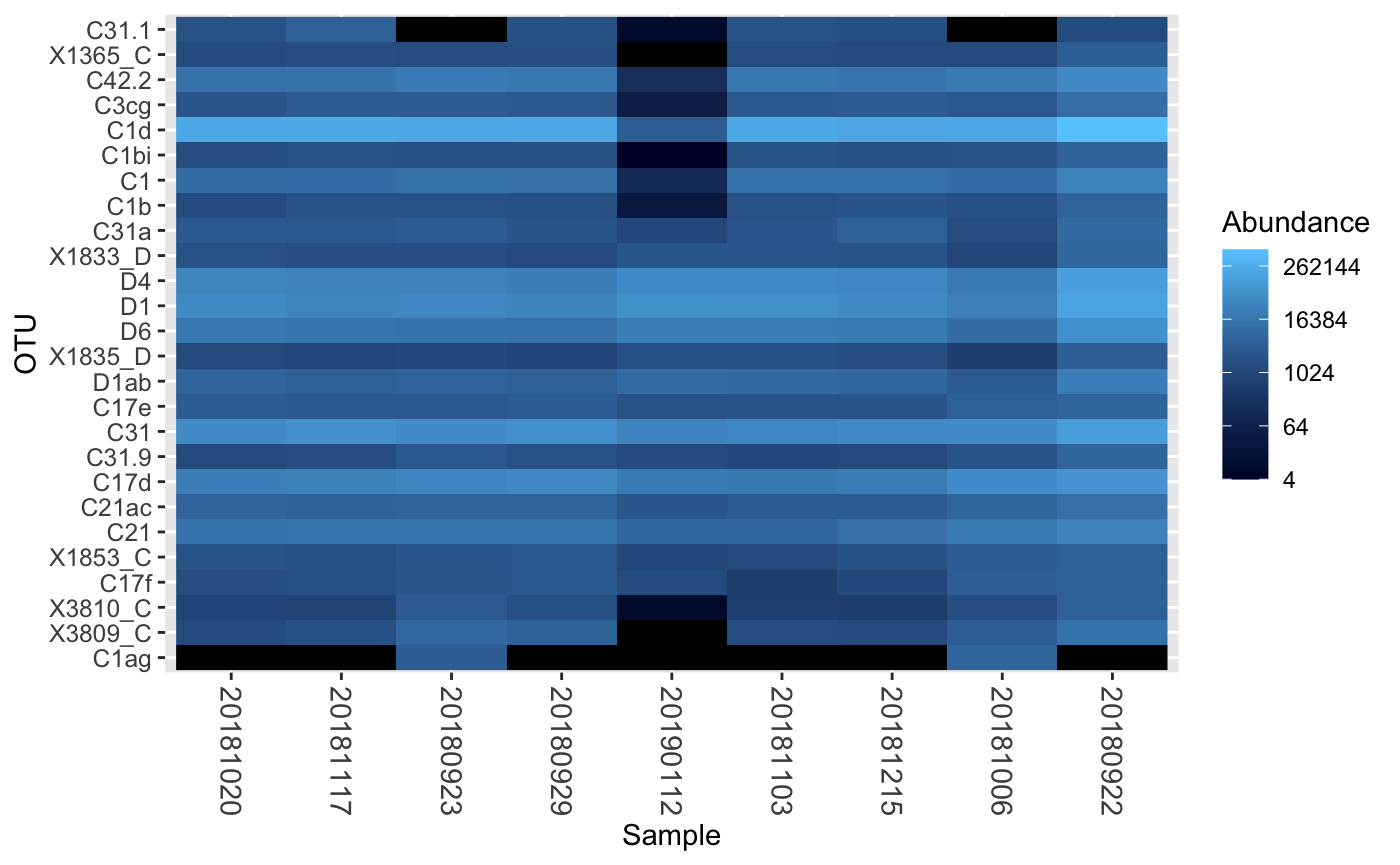 C31.1
X1365_C
C42.2
C3cg
C1d
C1bi
C1
C1b
C31a
X1833_D
D4
D1
D6
X1835_D
D1ab
C17e
C31
C31.9
C17d
C21ac
C21
X1853_C
C17f
X3810_C
X3809_C
C1ag
OTU
20181020
20181117
20180923
20180929
20190112
20181103
20181215
20181006
20180922
Sample
Abundance
262144
16384
1024
64
4